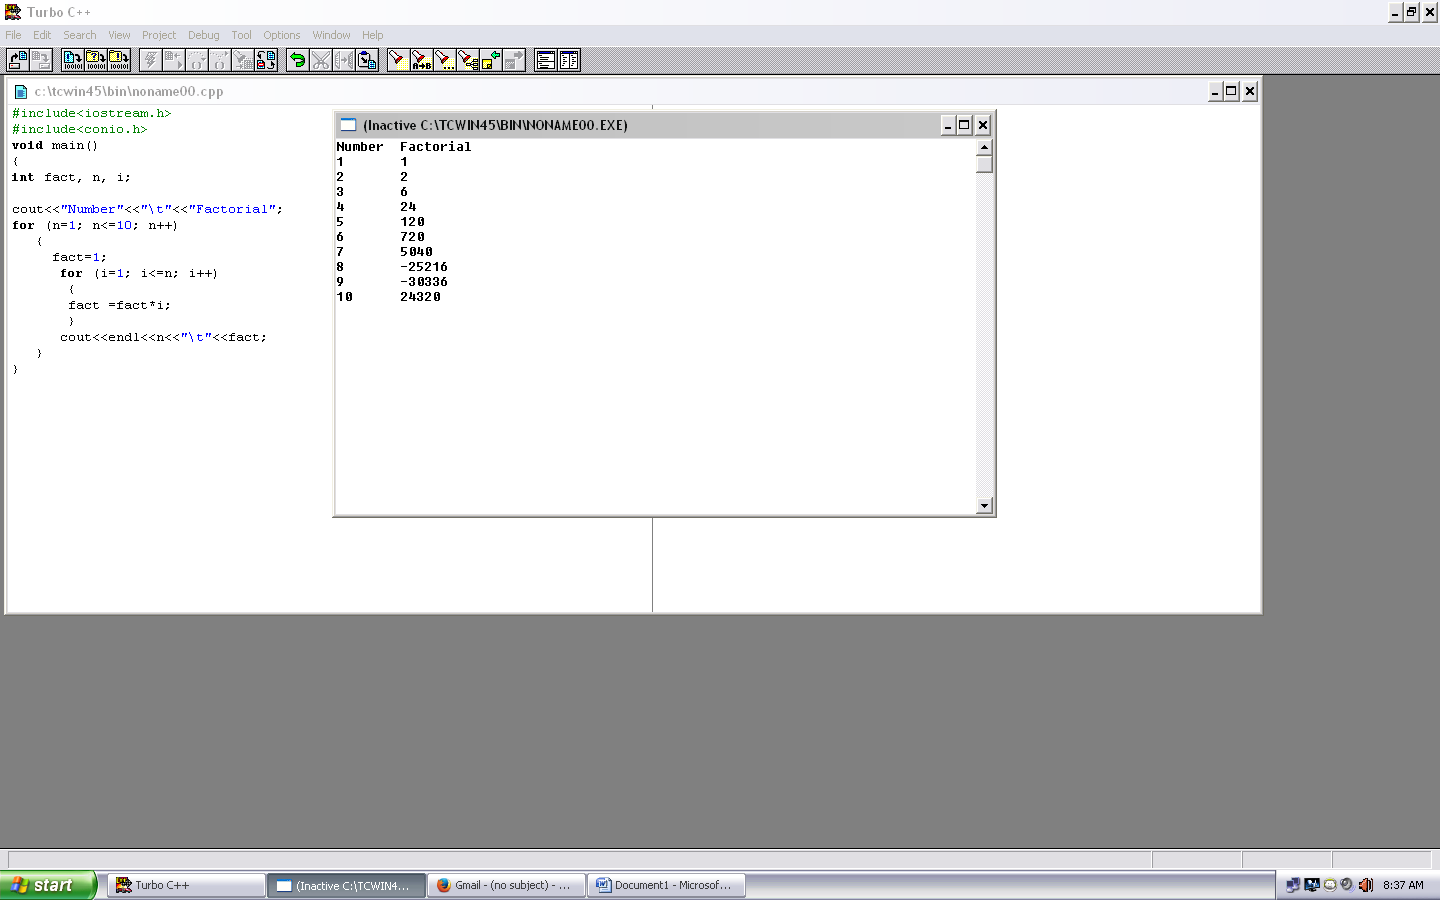 Turbo C++
File Edit Search View Project Debug Tool Options Window Help
c:\tcwin45\bin\noname00.cpp
#include<iostream.h>
#include<conio.h>
void main()
{
int fact, n, i;
cout<<"Number"<<"\t"<<"Factorial";
for (n=1; n<=10; n++)
{
fact=1;
for (i=1; i<=n; i++)
{
fact =fact*i;
}
cout<<endl<<n<<"\t"<<fact;
}
}
(Inactive C:\TCWIN45\BIN\NONAME00.EXE)
Number Factorial
1 1
2 2
3 6
4 24
5 120
6 720
7 5040
8 -25216
9 -30336
10 24320
start Turbo C++ (Inactive C:\TCWIN4... Gmail - (no subject) - ... Document1 - Microsof... 8:37 AM